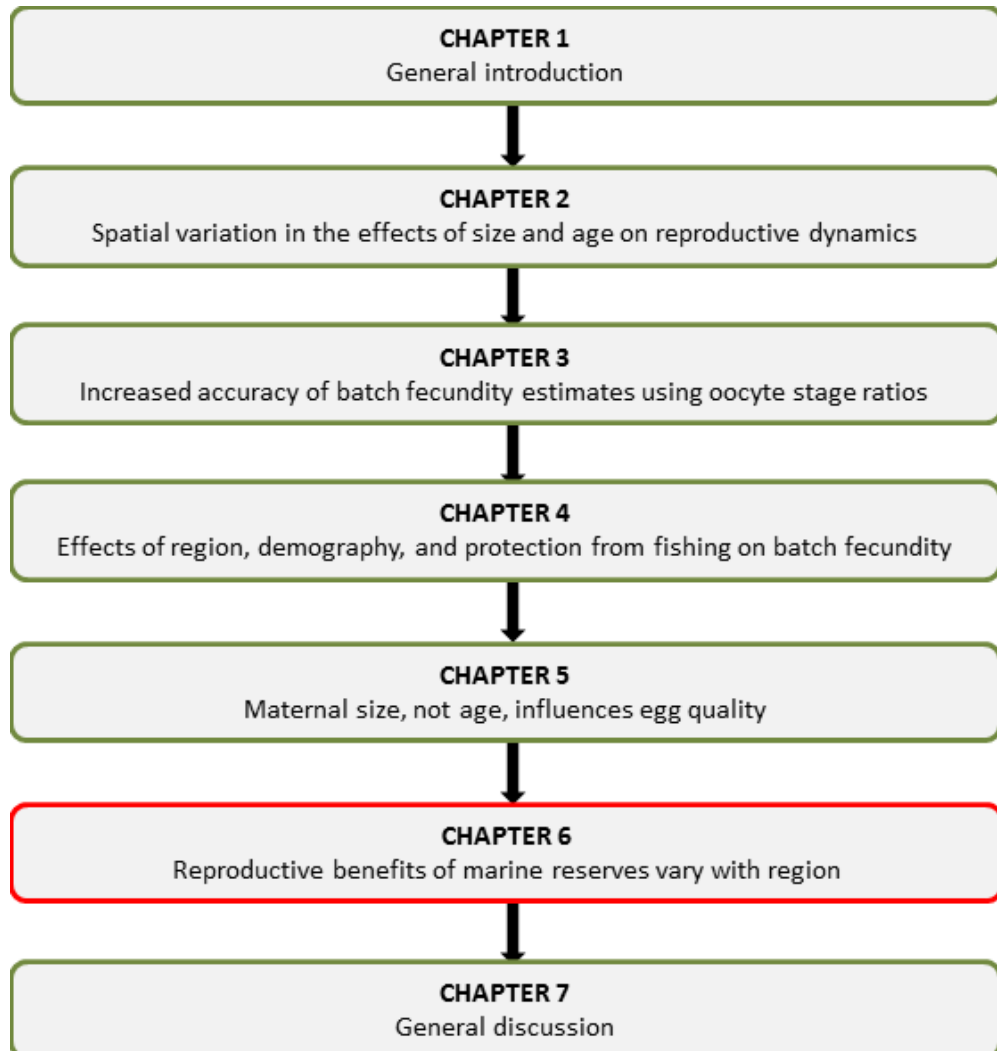 CHAPTER 1
General introduction
CHAPTER 2
Spatial variation in the effects of size and age on reproductive dynamics
CHAPTER 3
Increased accuracy of batch fecundity estimates using oocyte stage ratios
CHAPTER 4
Effects of region, demography, and protection from fishing on batch fecundity
CHAPTER 5
Maternal size, not age, influences egg quality
CHAPTER 6
Reproductive benefits of marine reserves vary with region
CHAPTER 7
General discussion